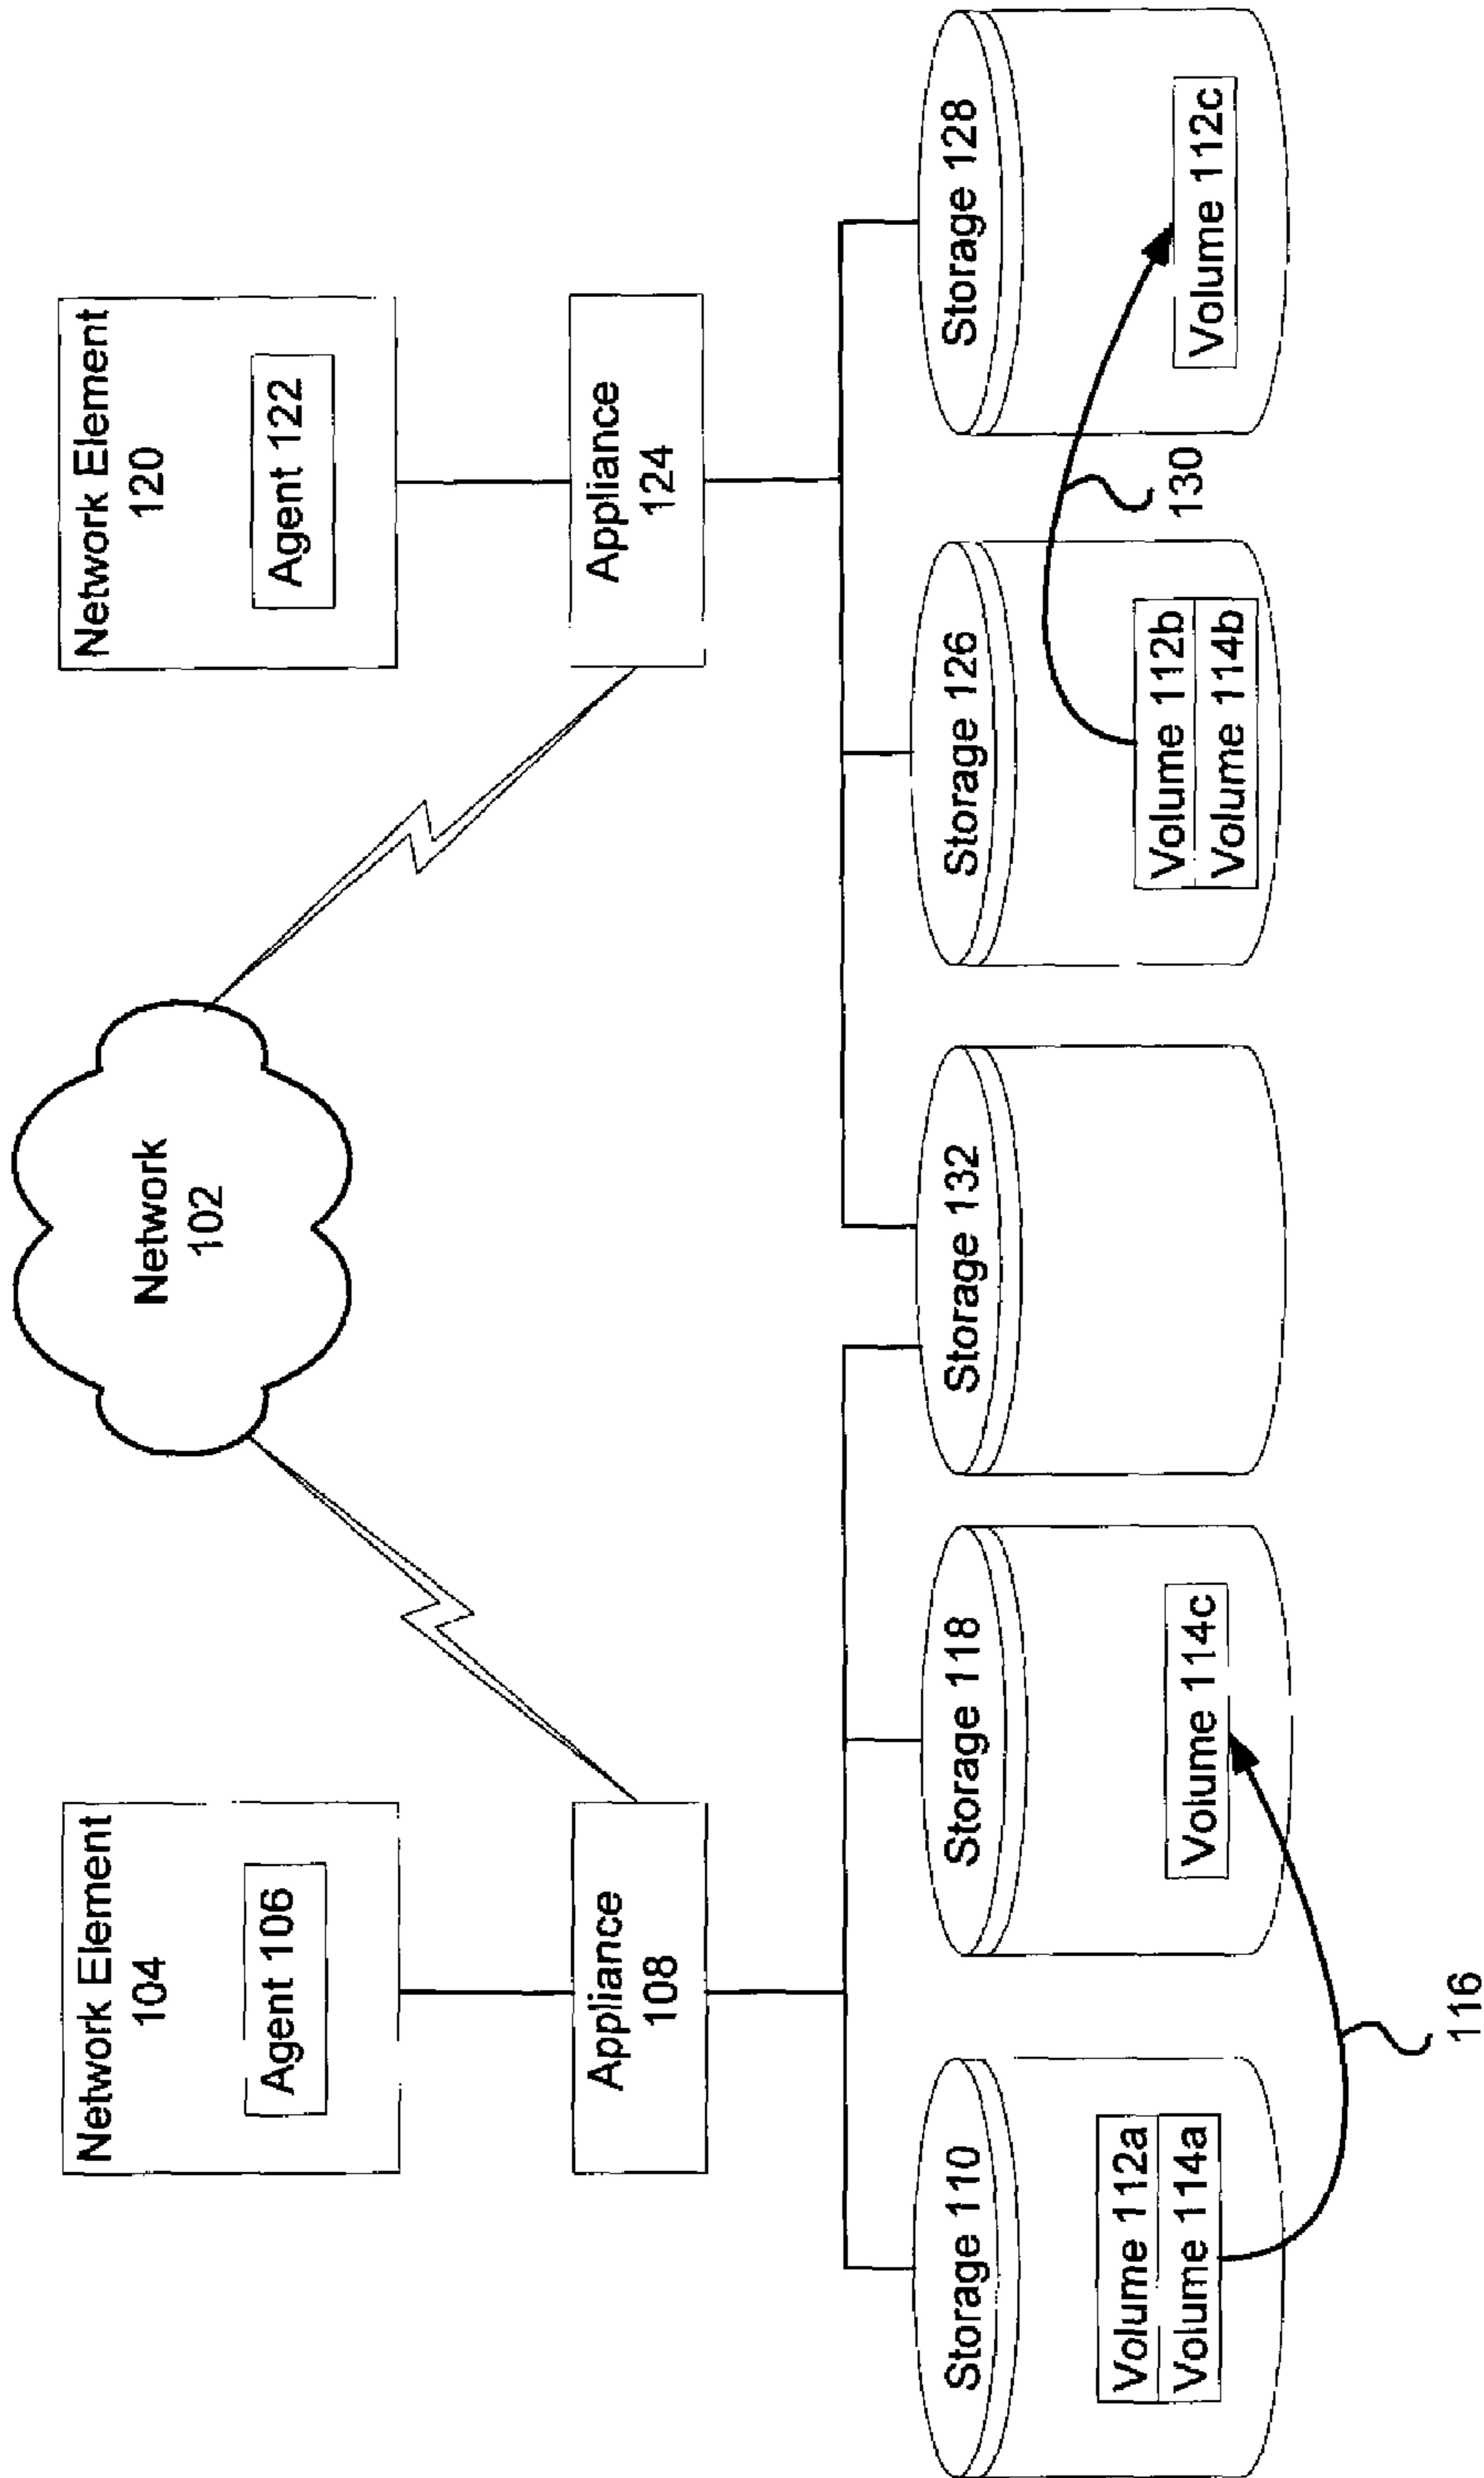 Network
102
Network Element
104
Agent 106
Network Element
120
Agent 122
Appliance
108
Appliance
124
Storage 110
Volume 112a
Volume 114a
Storage 118
Volume 114c
Storage 132
Storage 126
Volume 112b
Volume 114b
Storage 128
Volume 112c
116
130